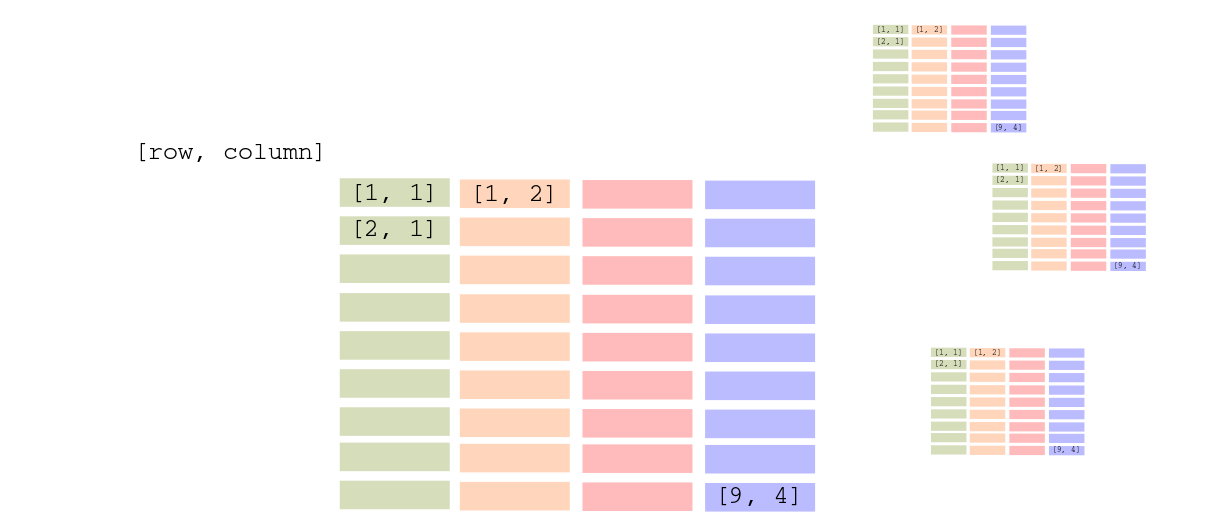 [row, column]
[1, 1] [1, 2]
[2, 1]
[9, 4]
[1, 1] [1, 2]
[2, 1]
[9, 4]
[1, 1] [1, 2]
[2, 1]
[9, 4]
[1, 1] [1, 2]
[2, 1]
[9, 4]